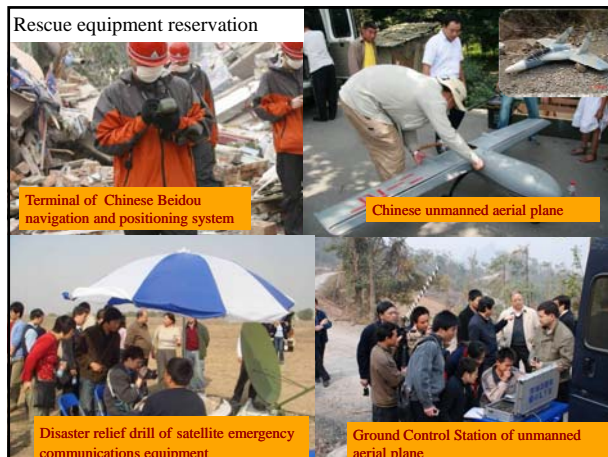 Rescue equipment reservation
Terminal of Chinese Beidou
navigation and positioning system
Chinese unmanned aerial plane
Disaster relief drill of satellite emergency
communications equipment
Ground Control Station of unmanned
aerial plane